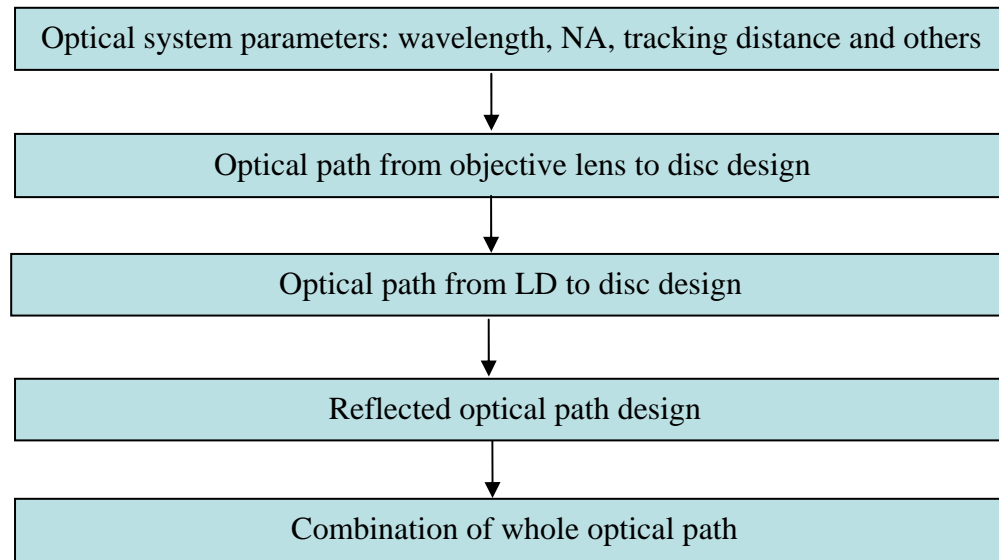 Optical system parameters: wavelength, NA, tracking distance and others
Optical path from objective lens to disc design
Optical path from LD to disc design
Reflected optical path design
Combination of whole optical path